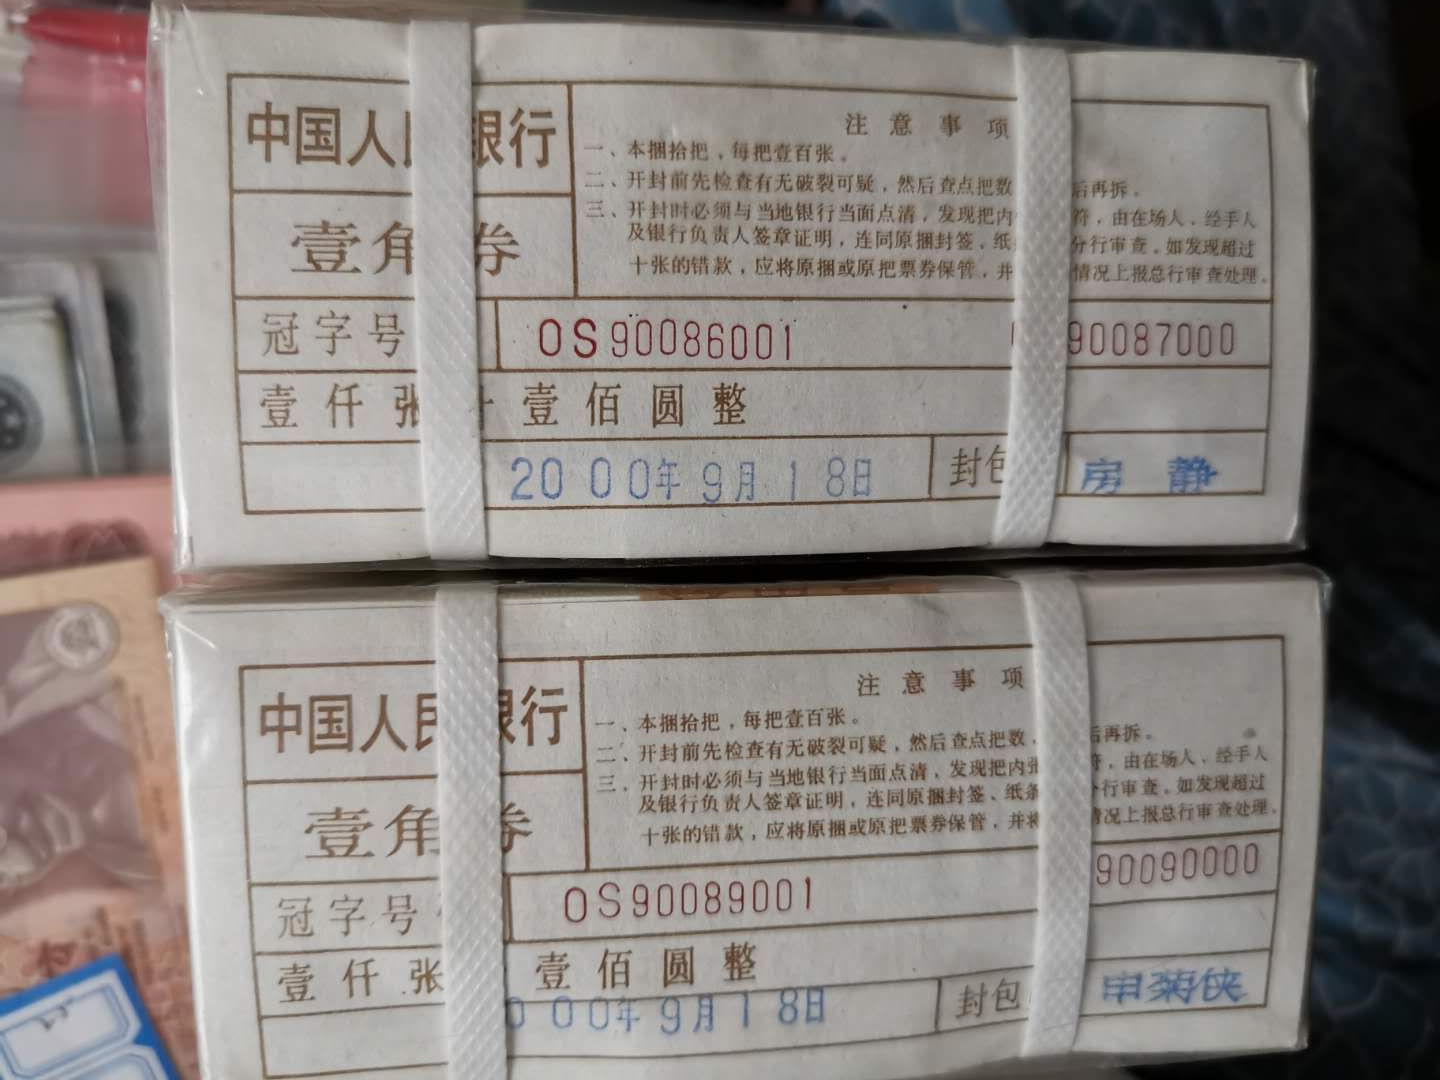 中国人民銀行
壹角券
注意事项
一、本捆拾把，每把壹百张。
二、开封前先检查有无破裂可疑，然后查点把数 后再拆。
三、开封时必须与当地银行当面点清，发现把内 符，由在场人、经手人
及银行负责人签章证明，连同原捆封签、纸 分行审查。如发现超过
十张的错款，应将原捆或原把票券保管，并 情况上报总行审查处理。
冠字号
OS90086001 90087000
壹仟张 壹佰圆整
2000年9月18日 封包 房静
中国人民銀行
壹角券
注意事项
一、本捆拾把，每把壹百张。
二、开封前先检查有无破裂可疑，然后查点把数， 后再拆。
三、开封时必须与当地银行当面点清，发现把内张 符，由在场人、经手人
及银行负责人签章证明，连同原捆封签、纸条 分行审查。如发现超过
十张的错款，应将原捆或原把票券保管，并将 情况上报总行审查处理。
冠字号
OS90089001 90090000
壹仟张 壹佰圆整
000年9月18日 封包 申菊侠